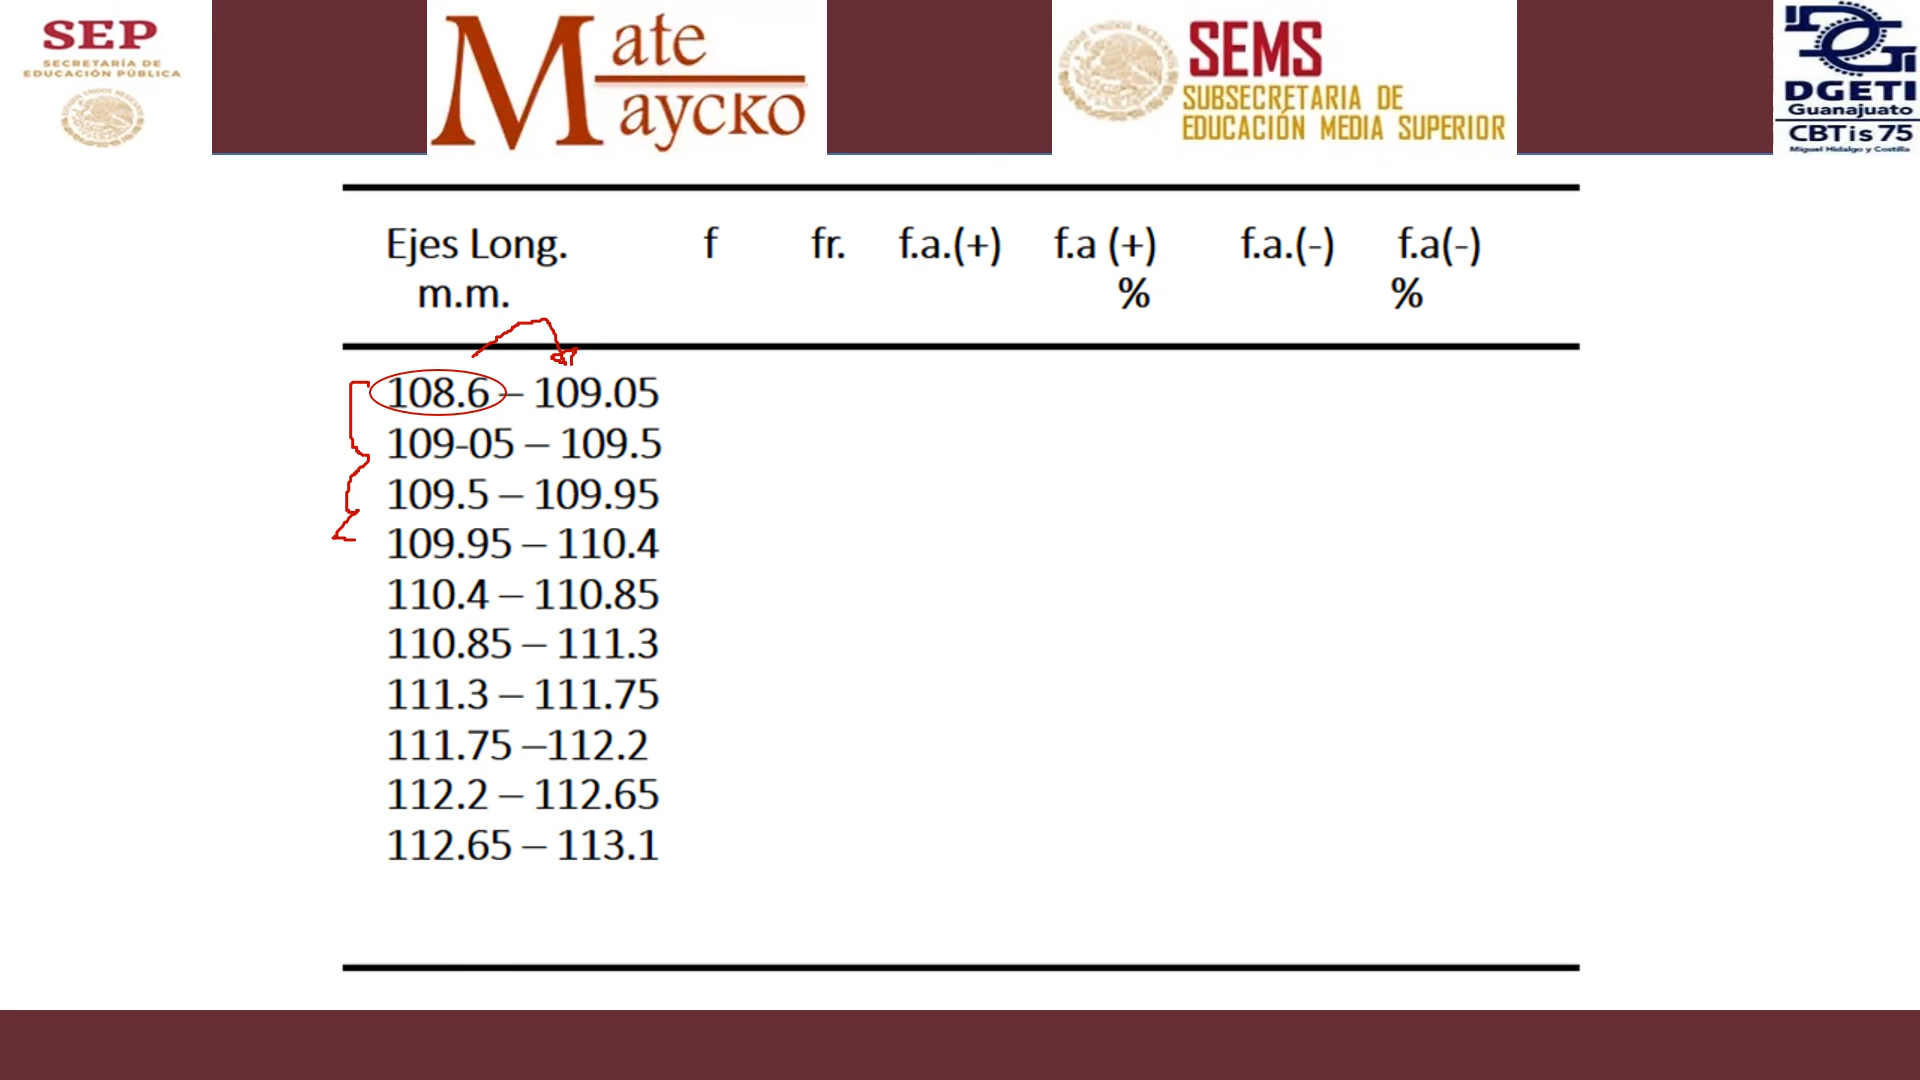 SEP
SECRETARÍA DE
EDUCACIÓN PÚBLICA
Mate
Maycko
SEMS
SUBSECRETARIA DE
EDUCACIÓN MEDIA SUPERIOR
DGETI
Guanajuato
CBTis 75
Miguel Hidalgo y Costilla
Ejes Long. f fr. f.a.(+) f.a (+) f.a.(-) f.a(-)
m.m. % %
108.6 – 109.05
109-05 – 109.5
109.5 – 109.95
109.95 – 110.4
110.4 – 110.85
110.85 – 111.3
111.3 – 111.75
111.75 –112.2
112.2 – 112.65
112.65 – 113.1